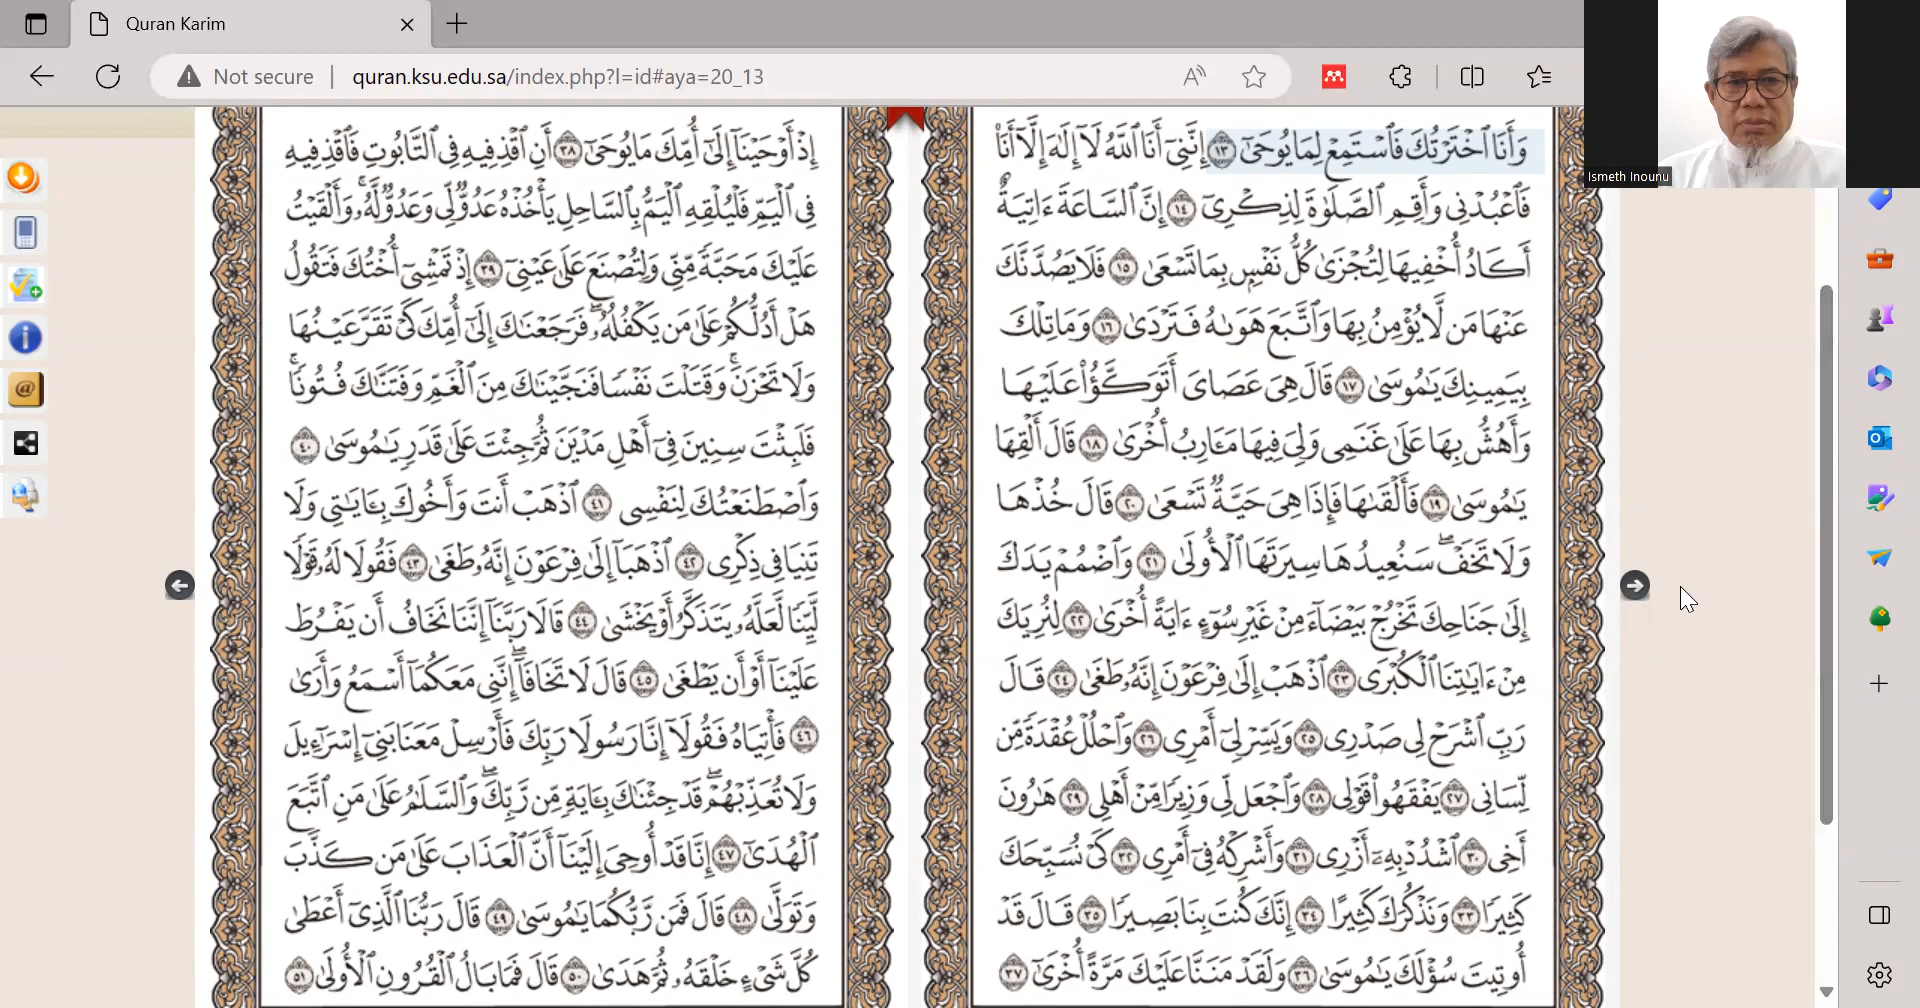 Quran Karim
Not secure
quran.ksu.edu.sa/index.php?l=id#aya=20_13
Ismeth Inounu
وَأَنَا ٱخْتَرْتُكَ فَٱسْتَمِعْ لِمَا يُوحَىٰٓ ١٣ إِنَّنِىٓ أَنَا ٱللَّهُ لَآ إِلَٰهَ إِلَّآ أَنَا۠
فَٱعْبُدْنِى وَأَقِمِ ٱلصَّلَوٰةَ لِذِكْرِىٓ ١٤ إِنَّ ٱلسَّاعَةَ ءَاتِيَةٌ
أَكَادُ أُخْفِيهَا لِتُجْزَىٰ كُلُّ نَفْسٍۭ بِمَا تَسْعَىٰ ١٥ فَلَا يَصُدَّنَّكَ
عَنْهَا مَن لَّا يُؤْمِنُ بِهَا وَٱتَّبَعَ هَوَىٰهُ فَتَرْدَىٰ ١٦ وَمَا تِلْكَ
بِيَمِينِكَ يَٰمُوسَىٰ ١٧ قَالَ هِىَ عَصَاىَ أَتَوَكَّؤُا۟ عَلَيْهَا
وَأَهُشُّ بِهَا عَلَىٰ غَنَمِى وَلِىَ فِيهَا مَـَٔارِبُ أُخْرَىٰ ١٨ قَالَ أَلْقِهَا
يَٰمُوسَىٰ ١٩ فَأَلْقَىٰهَا فَإِذَا هِىَ حَيَّةٌ تَسْعَىٰ ٢٠ قَالَ خُذْهَا
وَلَا تَخَفْ ۖ سَنُعِيدُهَا سِيرَتَهَا ٱلْأُولَىٰ ٢١ وَٱضْمُمْ يَدَكَ
إِلَىٰ جَنَاحِكَ تَخْرُجْ بَيْضَآءَ مِنْ غَيْرِ سُوٓءٍ ءَايَةً أُخْرَىٰ ٢٢ لِنُرِيَكَ
مِنْ ءَايَٰتِنَا ٱلْكُبْرَى ٢٣ ٱذْهَبْ إِلَىٰ فِرْعَوْنَ إِنَّهُۥ طَغَىٰ ٢٤ قَالَ
رَبِّ ٱشْرَحْ لِى صَدْرِى ٢٥ وَيَسِّرْ لِىٓ أَمْرِى ٢٦ وَٱحْلُلْ عُقْدَةً مِّن
لِّسَانِى ٢٧ يَفْقَهُوا۟ قَوْلِى ٢٨ وَٱجْعَل لِّى وَزِيرًا مِّنْ أَهْلِى ٢٩ هَٰرُونَ
أَخِى ٣٠ ٱشْدُدْ بِهِۦٓ أَزْرِى ٣١ وَأَشْرِكْهُ فِىٓ أَمْرِى ٣٢ كَىْ نُسَبِّحَكَ
كَثِيرًا ٣٣ وَنَذْكُرَكَ كَثِيرًا ٣٤ إِنَّكَ كُنتَ بِنَا بَصِيرًا ٣٥ قَالَ قَدْ
أُوتِيتَ سُؤْلَكَ يَٰمُوسَىٰ ٣٦ وَلَقَدْ مَنَنَّا عَلَيْكَ مَرَّةً أُخْرَىٰٓ ٣٧
إِذْ أَوْحَيْنَآ إِلَىٰٓ أُمِّكَ مَا يُوحَىٰٓ ٣٨ أَنِ ٱقْذِفِيهِ فِى ٱلتَّابُوتِ فَٱقْذِفِيهِ
فِى ٱلْيَمِّ فَلْيُلْقِهِ ٱلْيَمُّ بِٱلسَّاحِلِ يَأْخُذْهُ عَدُوٌّ لِّى وَعَدُوٌّ لَّهُۥ ۚ وَأَلْقَيْتُ
عَلَيْكَ مَحَبَّةً مِّنِّى وَلِتُصْنَعَ عَلَىٰ عَيْنِىٓ ٣٩ إِذْ تَمْشِىٓ أُخْتُكَ فَتَقُولُ
هَلْ أَدُلُّكُمْ عَلَىٰ مَن يَكْفُلُهُۥ ۖ فَرَجَعْنَٰكَ إِلَىٰٓ أُمِّكَ كَىْ تَقَرَّ عَيْنُهَا
وَلَا تَحْزَنَ ۚ وَقَتَلْتَ نَفْسًا فَنَجَّيْنَٰكَ مِنَ ٱلْغَمِّ وَفَتَنَّٰكَ فُتُونًا ۚ
فَلَبِثْتَ سِنِينَ فِىٓ أَهْلِ مَدْيَنَ ثُمَّ جِئْتَ عَلَىٰ قَدَرٍ يَٰمُوسَىٰ ٤٠
وَٱصْطَنَعْتُكَ لِنَفْسِى ٤١ ٱذْهَبْ أَنتَ وَأَخُوكَ بِـَٔايَٰتِى وَلَا
تَنِيَا فِى ذِكْرِى ٤٢ ٱذْهَبَآ إِلَىٰ فِرْعَوْنَ إِنَّهُۥ طَغَىٰ ٤٣ فَقُولَا لَهُۥ قَوْلًا
لَّيِّنًا لَّعَلَّهُۥ يَتَذَكَّرُ أَوْ يَخْشَىٰ ٤٤ قَالَا رَبَّنَآ إِنَّنَا نَخَافُ أَن يَفْرُطَ
عَلَيْنَآ أَوْ أَن يَطْغَىٰ ٤٥ قَالَ لَا تَخَافَآ ۖ إِنَّنِى مَعَكُمَآ أَسْمَعُ وَأَرَىٰ
٤٦ فَأْتِيَاهُ فَقُولَآ إِنَّا رَسُولَا رَبِّكَ فَأَرْسِلْ مَعَنَا بَنِىٓ إِسْرَٰٓءِيلَ
وَلَا تُعَذِّبْهُمْ ۖ قَدْ جِئْنَٰكَ بِـَٔايَةٍ مِّن رَّبِّكَ ۖ وَٱلسَّلَٰمُ عَلَىٰ مَنِ ٱتَّبَعَ
ٱلْهُدَىٰٓ ٤٧ إِنَّا قَدْ أُوحِىَ إِلَيْنَآ أَنَّ ٱلْعَذَابَ عَلَىٰ مَن كَذَّبَ
وَتَوَلَّىٰ ٤٨ قَالَ فَمَن رَّبُّكُمَا يَٰمُوسَىٰ ٤٩ قَالَ رَبُّنَا ٱلَّذِىٓ أَعْطَىٰ
كُلَّ شَىْءٍ خَلْقَهُۥ ثُمَّ هَدَىٰ ٥٠ قَالَ فَمَا بَالُ ٱلْقُرُونِ ٱلْأُولَىٰ ٥١